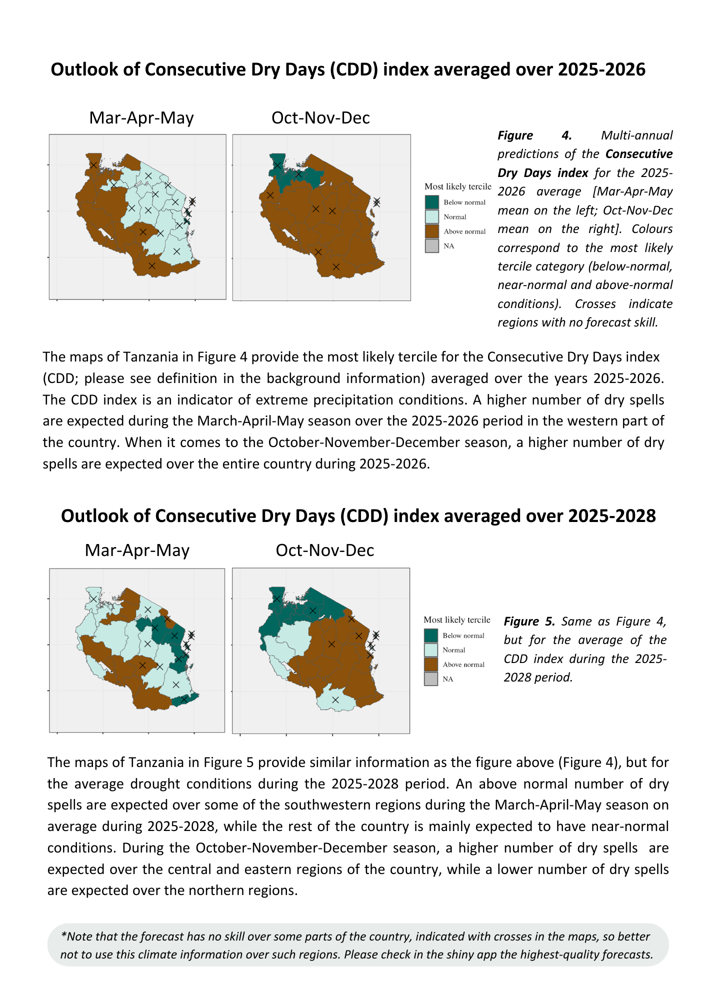 Outlook of Consecutive Dry Days (CDD) index averaged over 2025-2026
Mar-Apr-May
Oct-Nov-Dec
Most likely tercile
Below normal
Normal
Above normal
NA
Figure 4. Multi-annual
predictions of the Consecutive
Dry Days index for the 2025-
2026 average [Mar-Apr-May
mean on the left; Oct-Nov-Dec
mean on the right]. Colours
correspond to the most likely
tercile category (below-normal,
near-normal and above-normal
conditions). Crosses indicate
regions with no forecast skill.
The maps of Tanzania in Figure 4 provide the most likely tercile for the Consecutive Dry Days index
(CDD; please see definition in the background information) averaged over the years 2025-2026.
The CDD index is an indicator of extreme precipitation conditions. A higher number of dry spells
are expected during the March-April-May season over the 2025-2026 period in the western part of
the country. When it comes to the October-November-December season, a higher number of dry
spells are expected over the entire country during 2025-2026.
Outlook of Consecutive Dry Days (CDD) index averaged over 2025-2028
Mar-Apr-May
Oct-Nov-Dec
Most likely tercile
Below normal
Normal
Above normal
NA
Figure 5. Same as Figure 4,
but for the average of the
CDD index during the 2025-
2028 period.
The maps of Tanzania in Figure 5 provide similar information as the figure above (Figure 4), but for
the average drought conditions during the 2025-2028 period. An above normal number of dry
spells are expected over some of the southwestern regions during the March-April-May season on
average during 2025-2028, while the rest of the country is mainly expected to have near-normal
conditions. During the October-November-December season, a higher number of dry spells are
expected over the central and eastern regions of the country, while a lower number of dry spells
are expected over the northern regions.
*Note that the forecast has no skill over some parts of the country, indicated with crosses in the maps, so better
not to use this climate information over such regions. Please check in the shiny app the highest-quality forecasts.